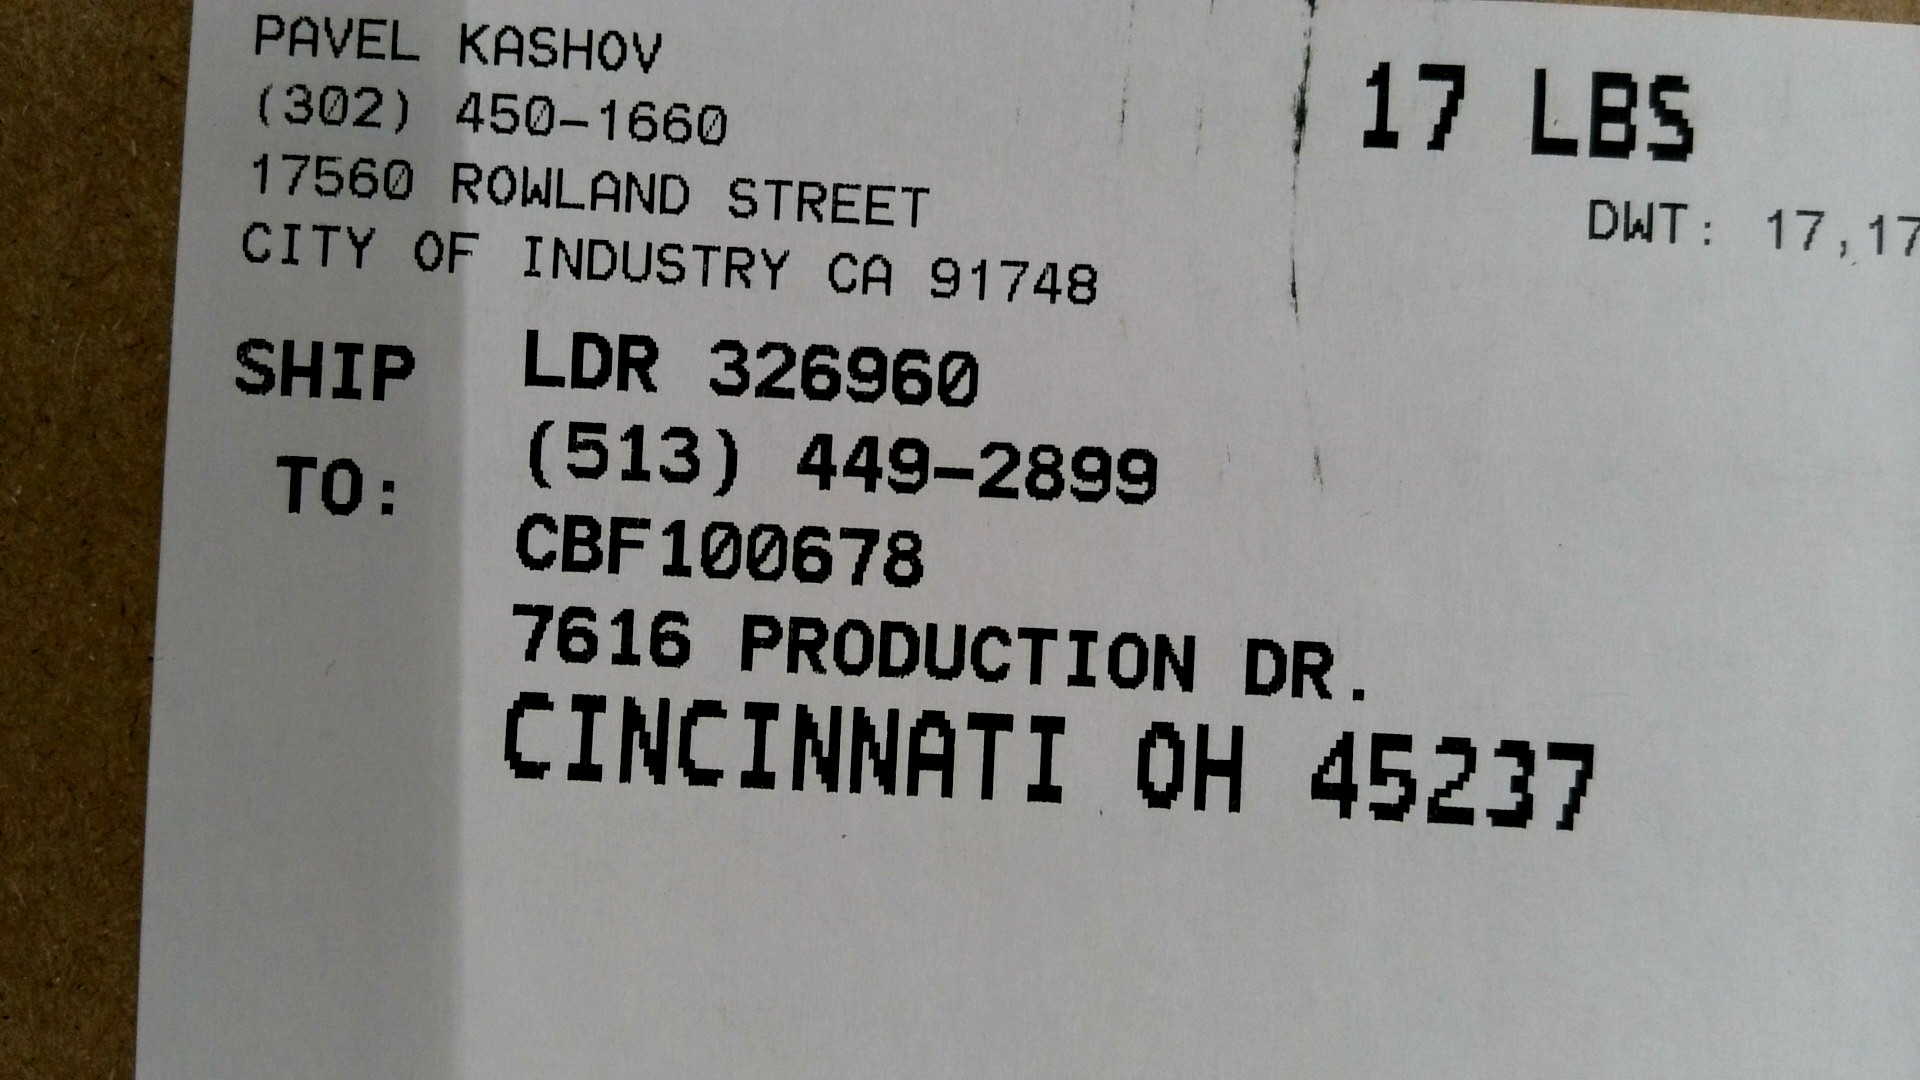 PAVEL KASHOV
(302) 450-1660
17560 ROWLAND STREET
CITY OF INDUSTRY CA 91748
17 LBS
DWT: 17,17
SHIP TO:
LDR 326960
(513) 449-2899
CBF100678
7616 PRODUCTION DR.
CINCINNATI OH 45237